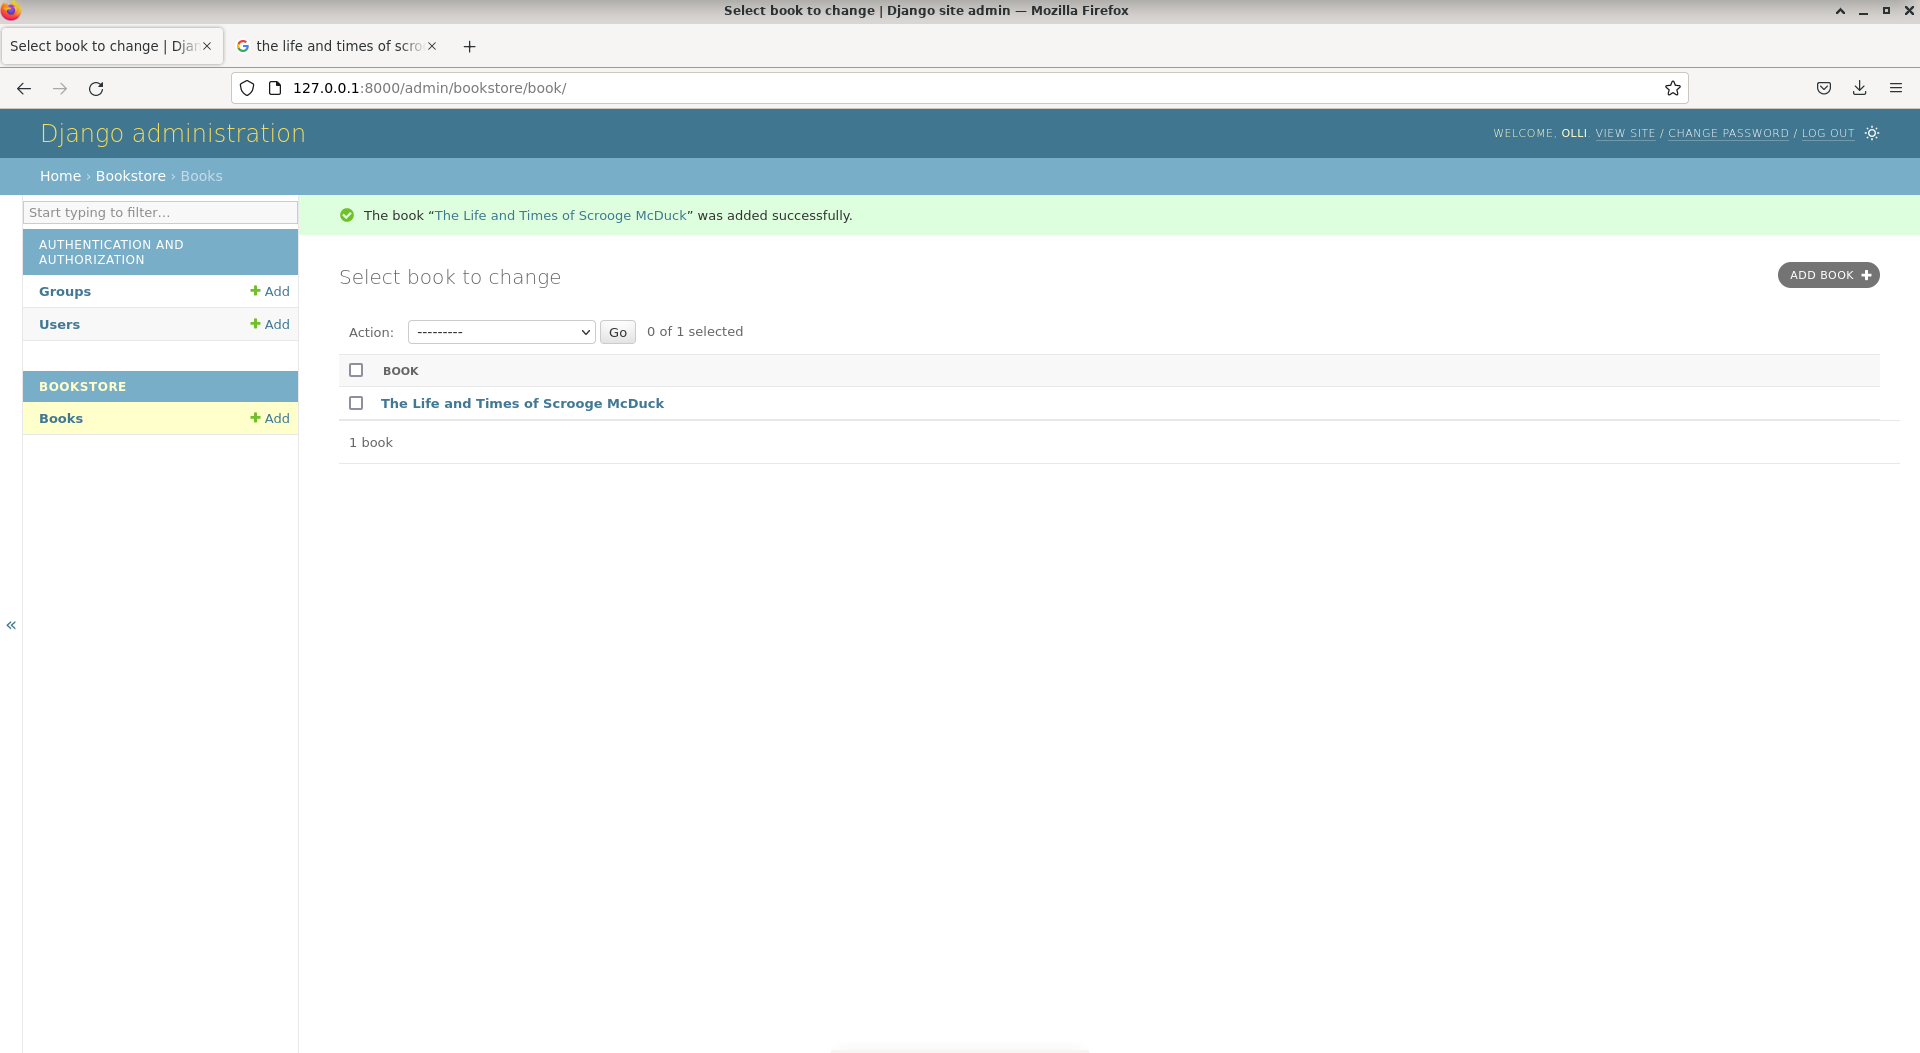 Select book to change | Django site admin — Mozilla Firefox
Select book to change | Djan
the life and times of scro
127.0.0.1:8000/admin/bookstore/book/
Django administration
WELCOME, OLLI. VIEW SITE / CHANGE PASSWORD / LOG OUT
Home › Bookstore › Books
Start typing to filter…
AUTHENTICATION AND
AUTHORIZATION
Groups
Add
Users
Add
BOOKSTORE
Books
Add
«
The book “The Life and Times of Scrooge McDuck” was added successfully.
Select book to change
ADD BOOK
Action: --------- Go 0 of 1 selected
BOOK
The Life and Times of Scrooge McDuck
1 book